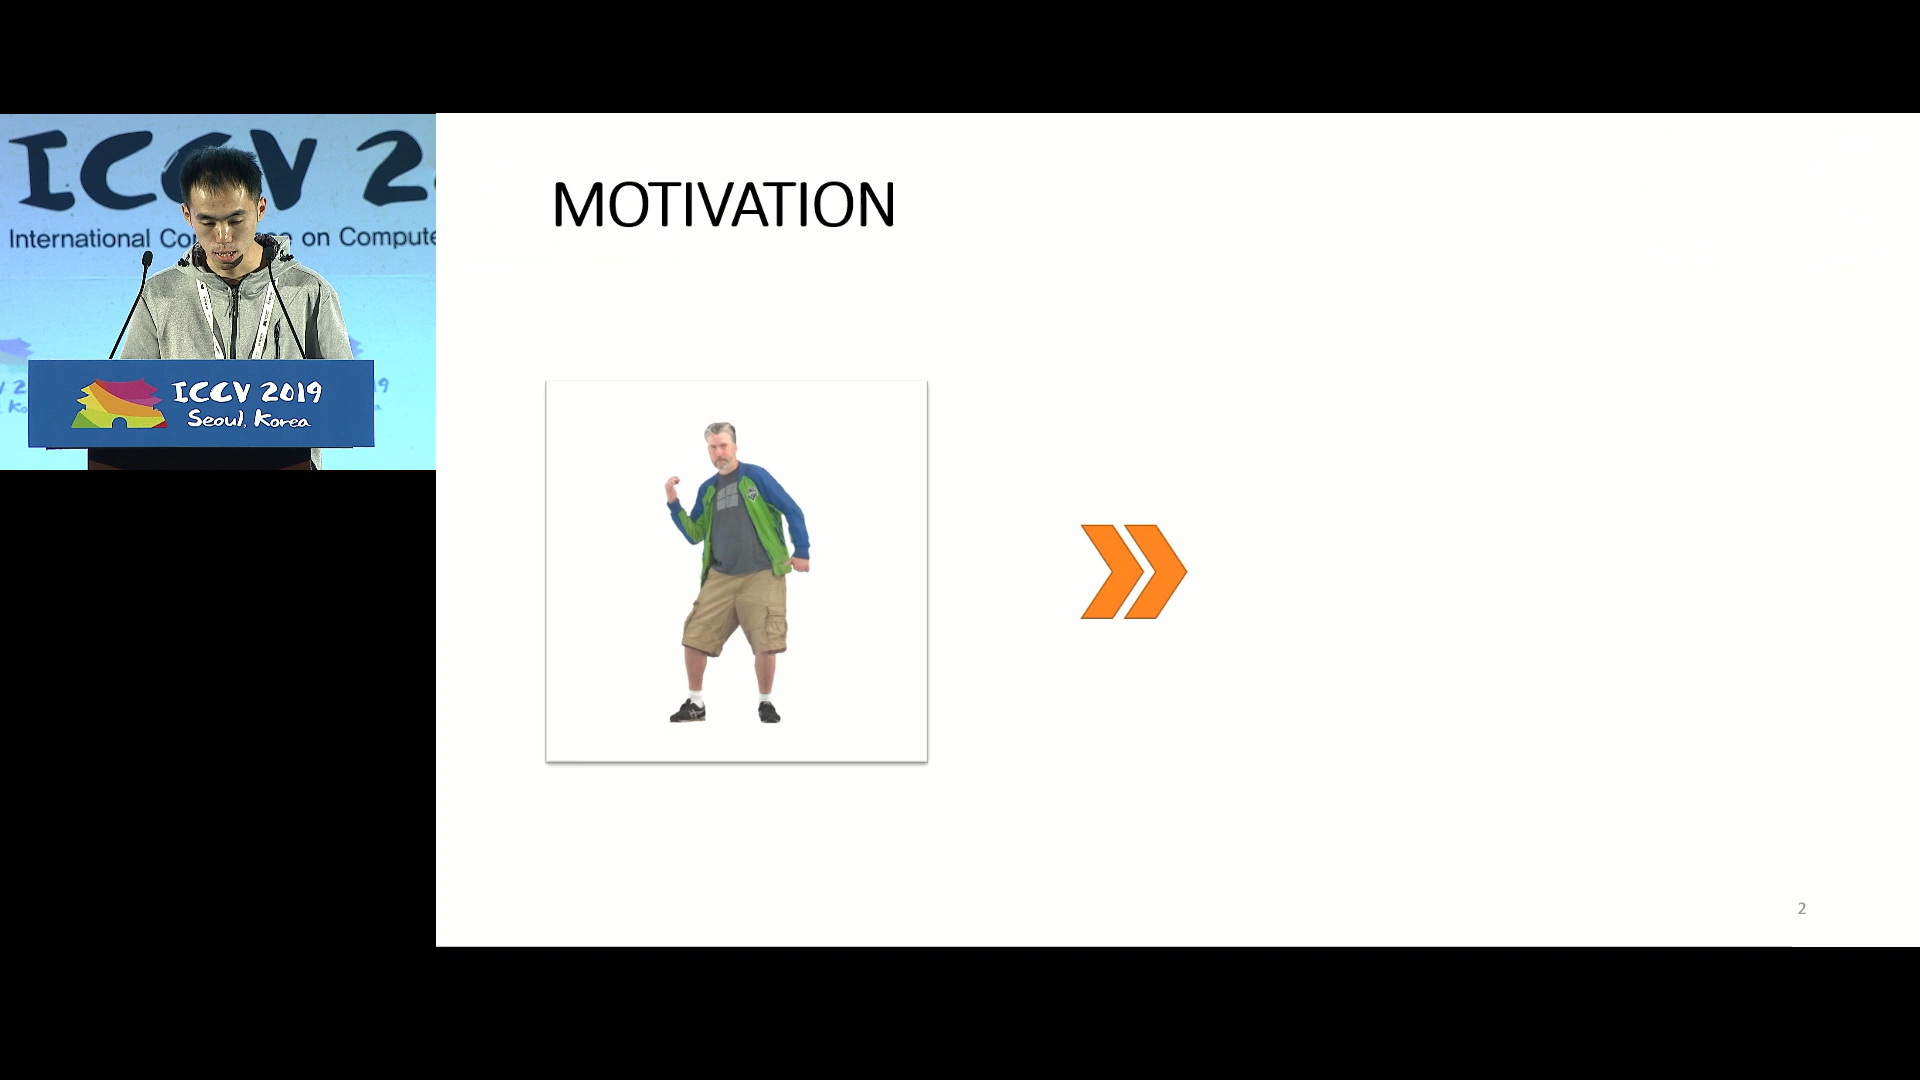 ICCV 2
International Co on Compute
ICCV 2019
Seoul, Korea
MOTIVATION
2